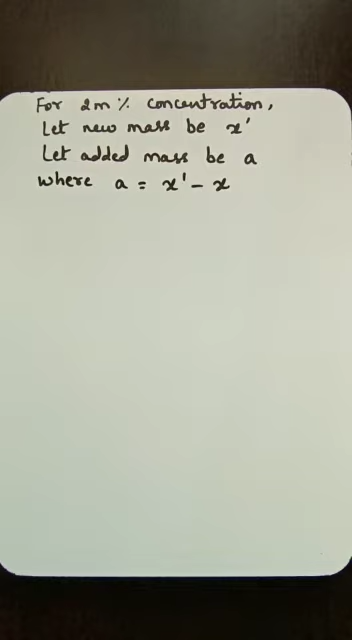 For 2m % concentration,
Let new mass be x'
Let added mass be a
where a = x' - x